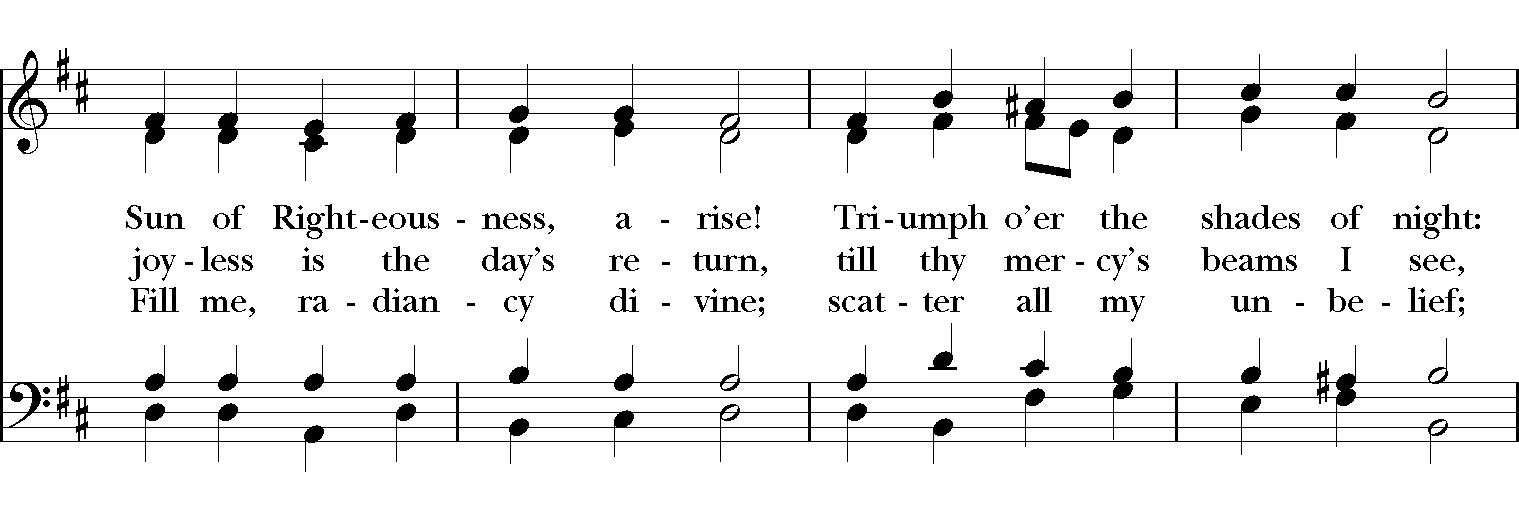 Sun of Right-eous - ness, a - rise! Tri-umph o’er the shades of night:
joy - less is the day’s re - turn, till thy mer - cy’s beams I see,
Fill me, ra - dian - cy di - vine; scat - ter all my un - be - lief;